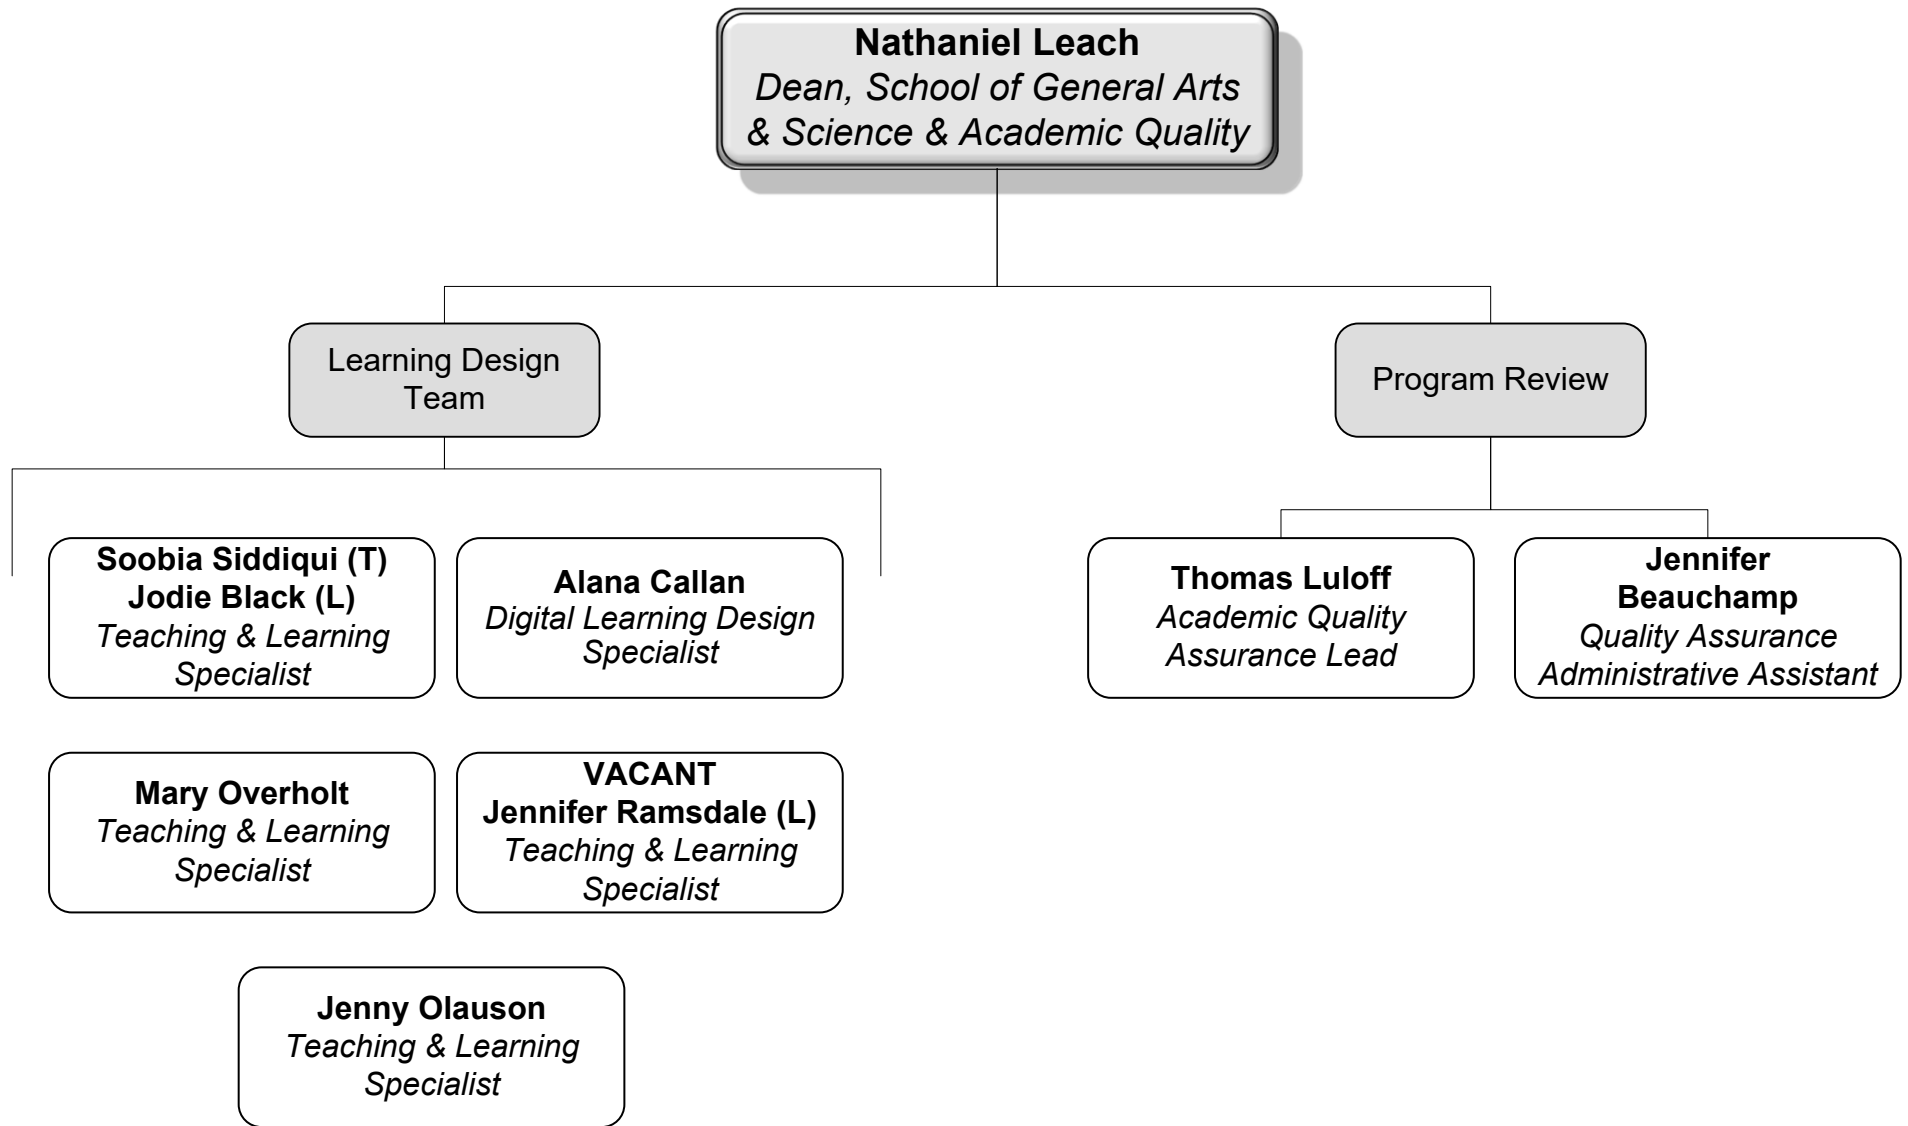 Nathaniel Leach
Dean, School of General Arts
& Science & Academic Quality
Learning Design
Team
Program Review
Soobia Siddiqui (T)
Jodie Black (L)
Teaching & Learning
Specialist
Alana Callan
Digital Learning Design
Specialist
Thomas Luloff
Academic Quality
Assurance Lead
Jennifer
Beauchamp
Quality Assurance
Administrative Assistant
Mary Overholt
Teaching & Learning
Specialist
VACANT
Jennifer Ramsdale (L)
Teaching & Learning
Specialist
Jenny Olauson
Teaching & Learning
Specialist